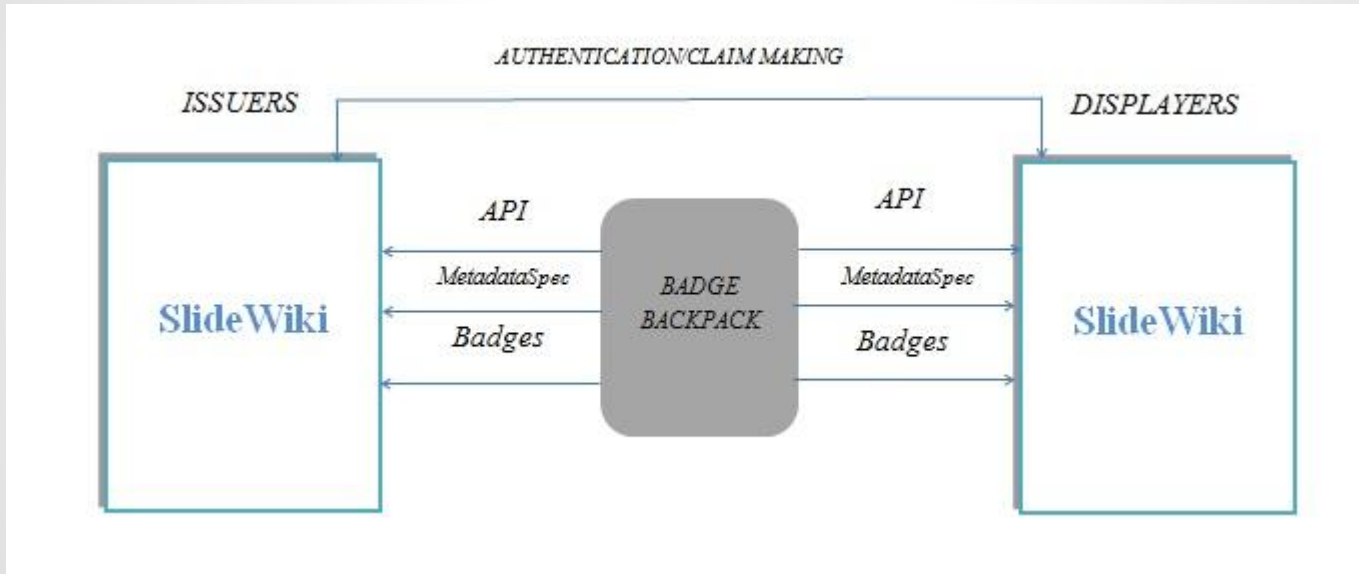 AUTHENTICATION/CLAIM MAKING
ISSUERS
DISPLAYERS
API
API
MetadataSpec
MetadataSpec
BADGE
BACKPACK
SlideWiki
SlideWiki
Badges
Badges